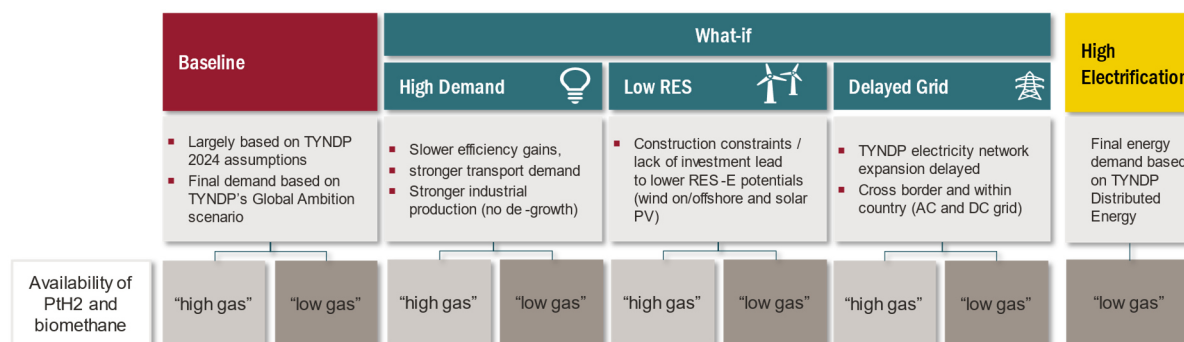 Baseline
What-if
High
Electrification
High Demand
Low RES
Delayed Grid
Largely based on TYNDP
2024 assumptions
Final demand based on
TYNDP's Global Ambition
scenario
Slower efficiency gains,
stronger transport demand
Stronger industrial
production (no de -growth)
Construction constraints /
lack of investment lead
to lower RES -E potentials
(wind on/offshore and solar
PV)
TYNDP electricity network
expansion delayed
Cross border and within
country (AC and DC grid)
Final energy
demand based
on TYNDP
Distributed
Energy
Availability of
PtH2 and
biomethane
“high gas”
“low gas”
“high gas”
“low gas”
“high gas”
“low gas”
“high gas”
“low gas”
“low gas”